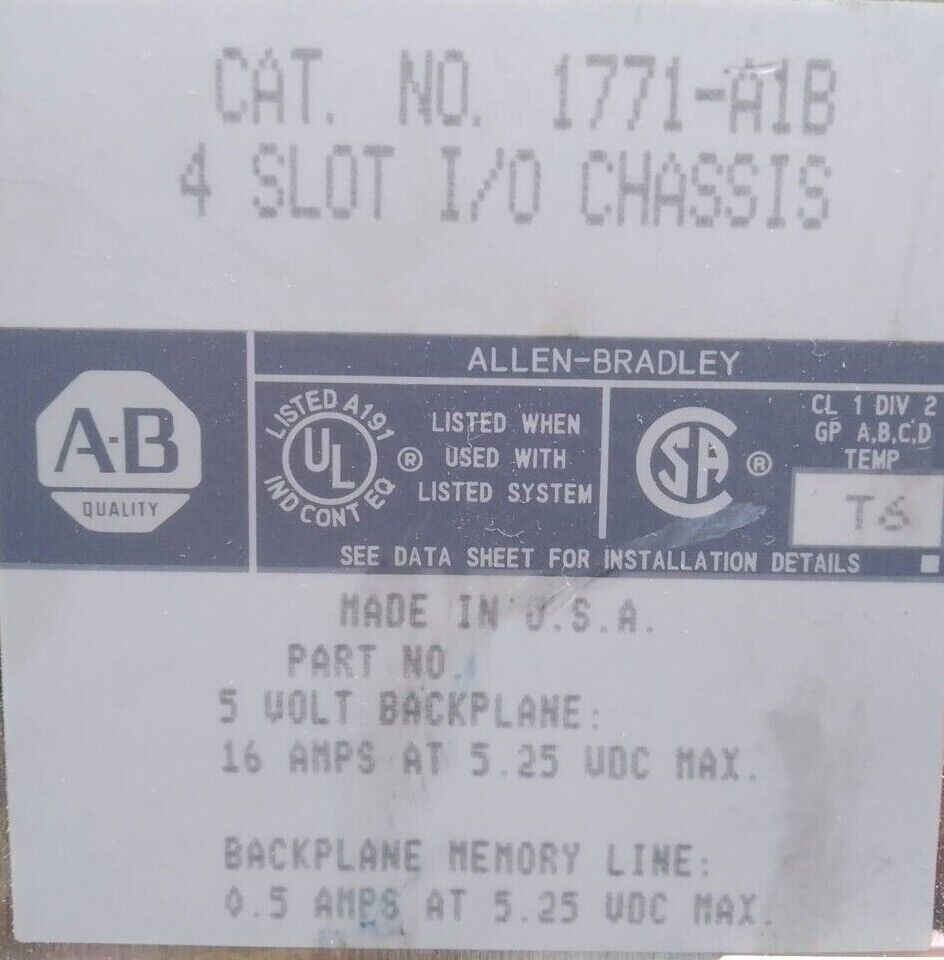 CAT. NO. 1771-A1B
4 SLOT I/O CHASSIS
ALLEN-BRADLEY
A-B
QUALITY
LISTED A191
UL
IND CONT EQ
®
LISTED WHEN
USED WITH
LISTED SYSTEM
CSA
®
CL 1 DIV 2
GP A,B,C,D
TEMP
T6
SEE DATA SHEET FOR INSTALLATION DETAILS
MADE IN U.S.A.
PART NO.
5 VOLT BACKPLANE:
16 AMPS AT 5.25 VDC MAX.
BACKPLANE MEMORY LINE:
0.5 AMPS AT 5.25 VDC MAX.